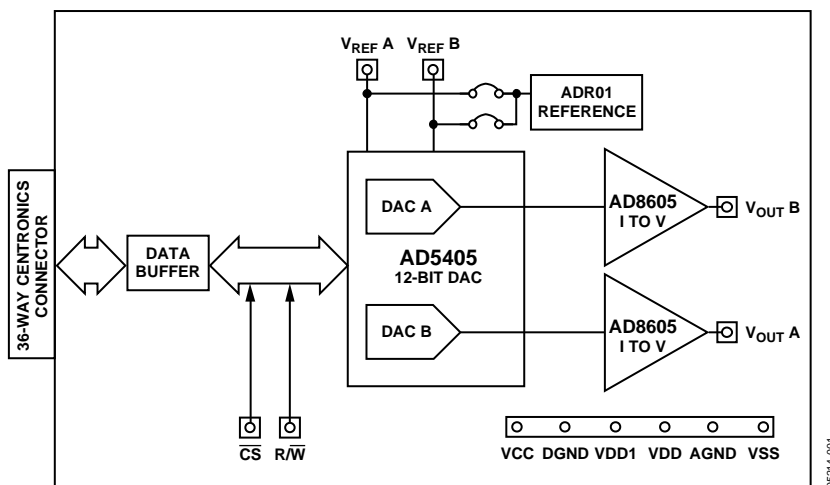 V_REF A
V_REF B
ADR01
REFERENCE
36-WAY CENTRONICS
CONNECTOR
DATA
BUFFER
DAC A
AD5405
12-BIT DAC
DAC B
AD8605
I TO V
V_OUT B
AD8605
I TO V
V_OUT A
C̅S̅
R/W̅
VCC DGND VDD1 VDD AGND VSS